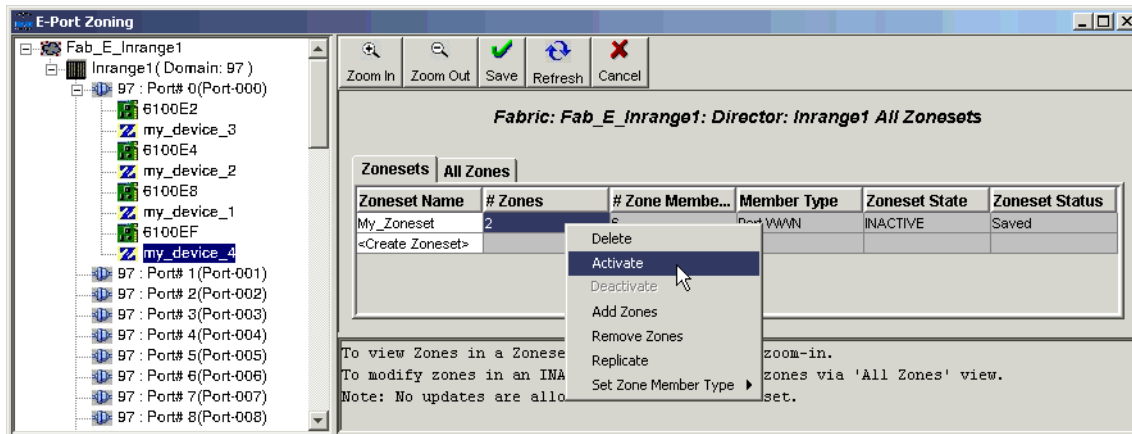 E-Port Zoning
Fab_E_Inrange1
Inrange1( Domain: 97 )
97 : Port# 0(Port-000)
6100E2
my_device_3
6100E4
my_device_2
6100E8
my_device_1
6100EF
my_device_4
97 : Port# 1(Port-001)
97 : Port# 2(Port-002)
97 : Port# 3(Port-003)
97 : Port# 4(Port-004)
97 : Port# 5(Port-005)
97 : Port# 6(Port-006)
97 : Port# 7(Port-007)
97 : Port# 8(Port-008)
Zoom In Zoom Out Save Refresh Cancel
Fabric: Fab_E_Inrange1: Director: Inrange1 All Zonesets
Zonesets All Zones
Zoneset Name # Zones # Zone Membe... Member Type Zoneset State Zoneset Status
My_Zoneset 2 6 Port WWN INACTIVE Saved
<Create Zoneset>
Delete
Activate
Deactivate
Add Zones
Remove Zones
Replicate
Set Zone Member Type
To view Zones in a Zonese zoom-in.
To modify zones in an INA zones via 'All Zones' view.
Note: No updates are allo set.